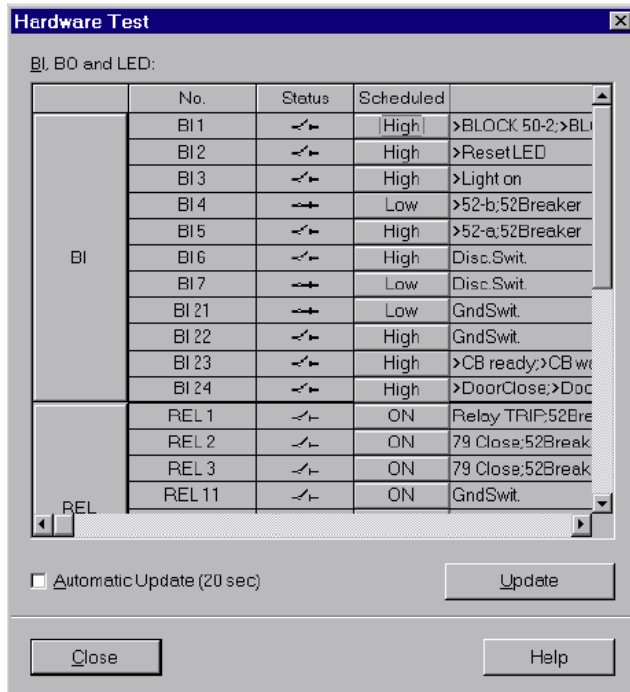 Hardware Test
BI, BO and LED:
No. Status Scheduled
BI 1 High >BLOCK 50-2;>BL
BI 2 High >ResetLED
BI 3 High >Light on
BI 4 Low >52-b;52Breaker
BI 5 High >52-a;52Breaker
BI BI 6 High Disc.Swit.
BI 7 Low Disc.Swit.
BI 21 Low GndSwit.
BI 22 High GndSwit.
BI 23 High >CB ready;>CB wa
BI 24 High >DoorClose;>Doo
REL 1 ON Relay TRIP;52Bre
REL 2 ON 79 Close;52Break
REL 3 ON 79 Close;52Break
REL REL 11 ON GndSwit.
Automatic Update (20 sec) Update
Close Help